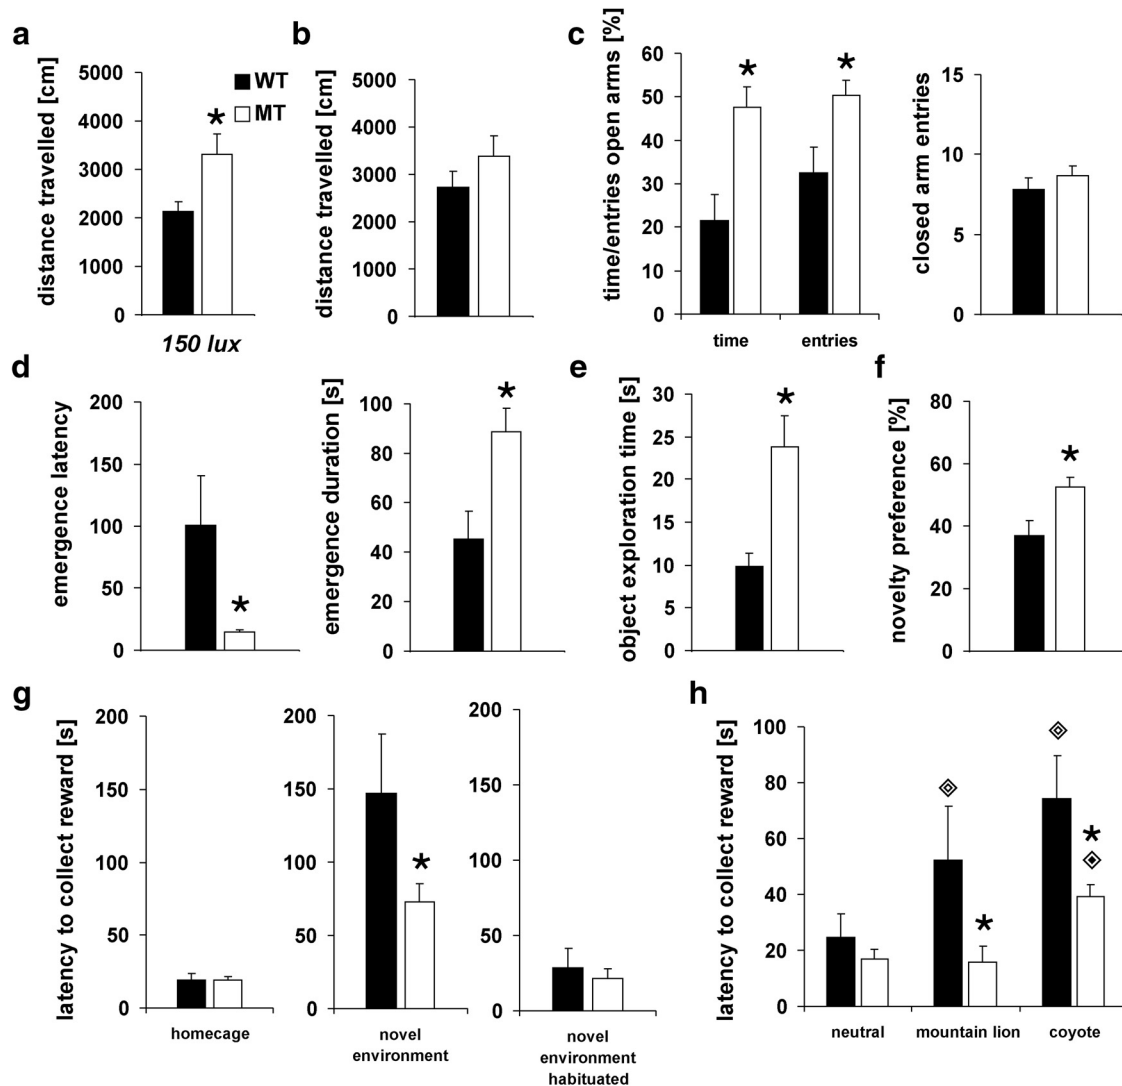 a
distance travelled [cm]
5000
4000
3000
2000
1000
0
WT
MT
*
150 lux
b
distance travelled [cm]
5000
4000
3000
2000
1000
0
c
time/entries open arms [%]
60
50
40
30
20
10
0
*
*
time
entries
closed arm entries
15
10
5
0
d
emergence latency
200
150
100
50
0
*
emergence duration [s]
100
80
60
40
20
0
*
e
object exploration time [s]
30
25
20
15
10
5
0
*
f
novelty preference [%]
80
60
40
20
0
*
g
latency to collect reward [s]
200
150
100
50
0
homecage
200
150
100
50
0
*
novel
environment
200
150
100
50
0
novel
environment
habituated
h
latency to collect reward [s]
100
80
60
40
20
0
*
*
neutral
mountain lion
coyote